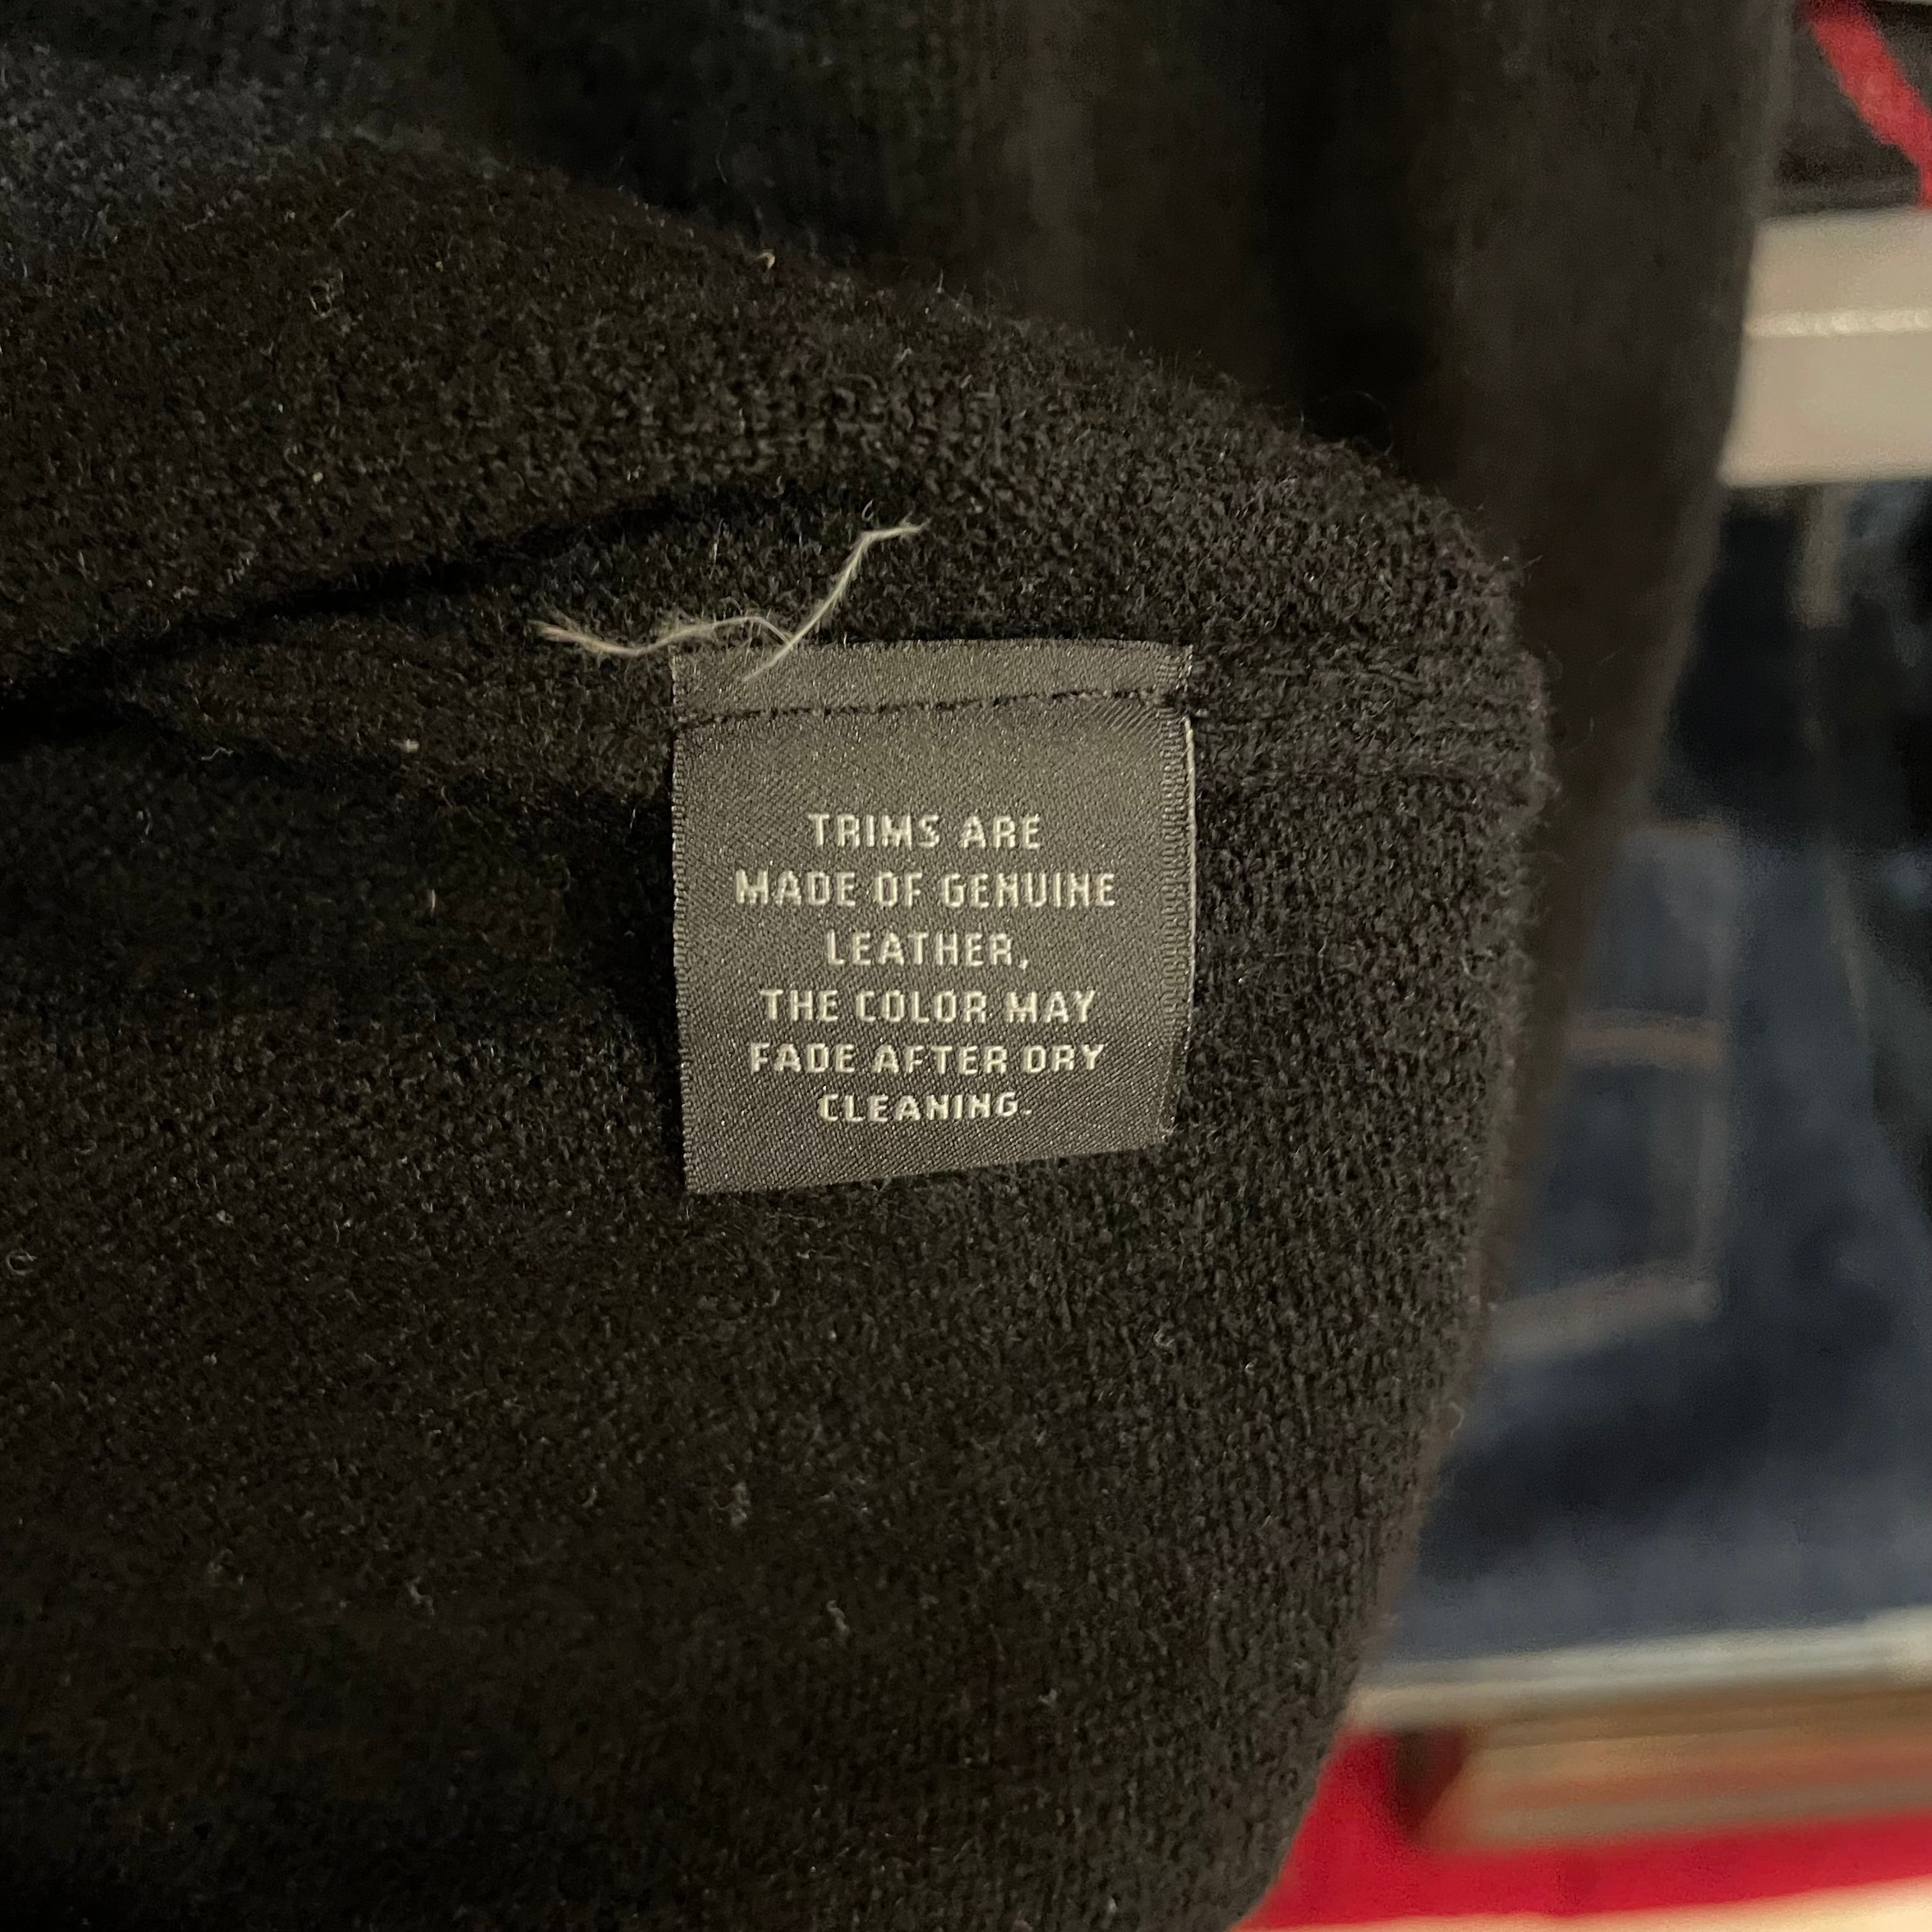 TRIMS ARE
MADE OF GENUINE
LEATHER,
THE COLOR MAY
FADE AFTER DRY
CLEANING.